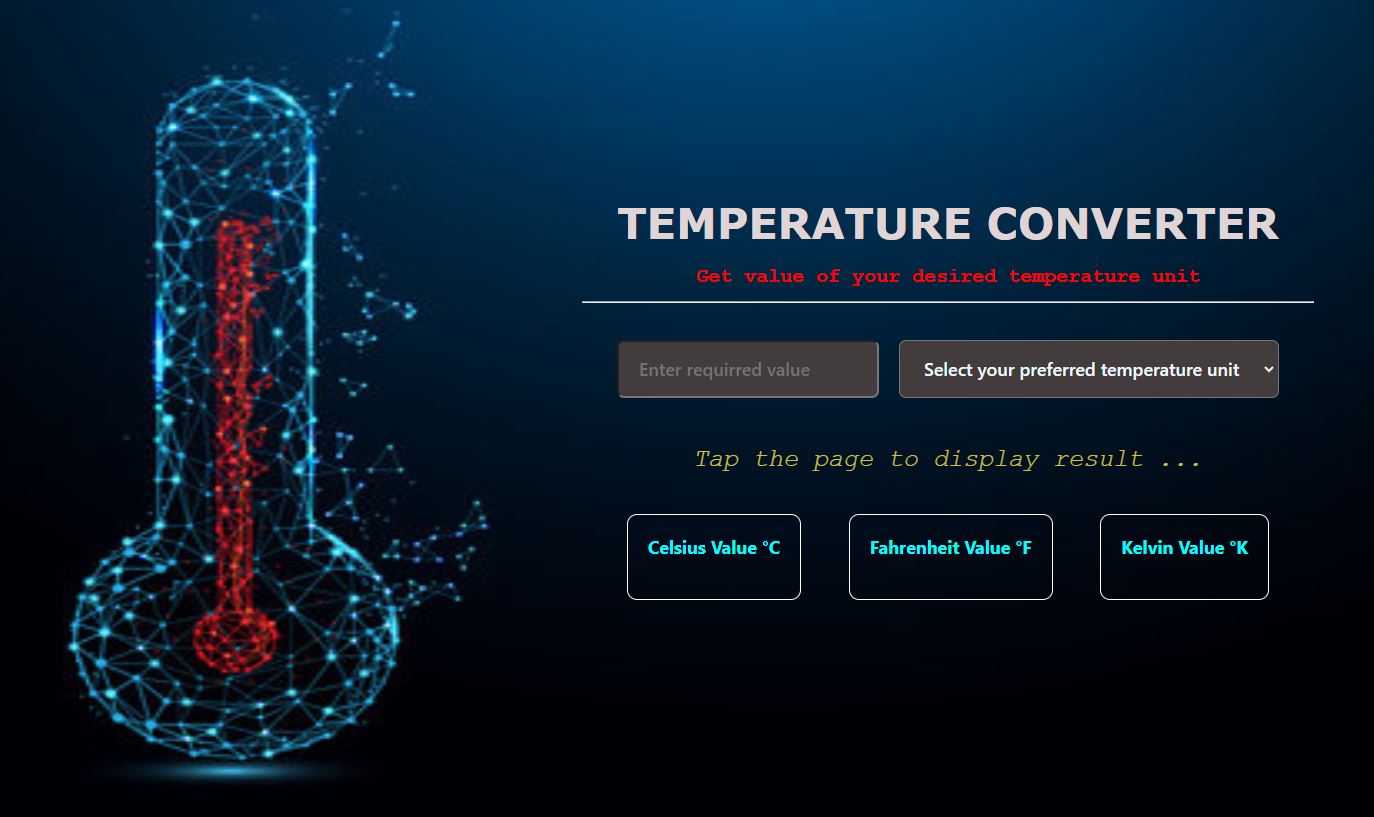 TEMPERATURE CONVERTER
Get value of your desired temperature unit
Enter requirred value
Select your preferred temperature unit
Tap the page to display result ...
Celsius Value °C
Fahrenheit Value °F
Kelvin Value °K